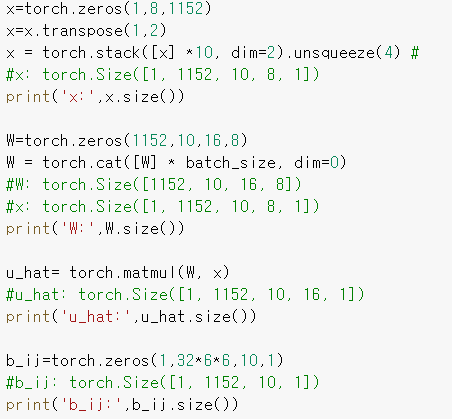 x=torch.zeros(1,8,1152)
x=x.transpose(1,2)
x = torch.stack([x] *10, dim=2).unsqueeze(4) #
#x: torch.Size([1, 1152, 10, 8, 1])
print('x:',x.size())
W=torch.zeros(1152,10,16,8)
W = torch.cat([W] * batch_size, dim=0)
#W: torch.Size([1152, 10, 16, 8])
#x: torch.Size([1, 1152, 10, 8, 1])
print('W:',W.size())
u_hat= torch.matmul(W, x)
#u_hat: torch.Size([1, 1152, 10, 16, 1])
print('u_hat:',u_hat.size())
b_ij=torch.zeros(1,32*6*6,10,1)
#b_ij: torch.Size([1, 1152, 10, 1])
print('b_ij:',b_ij.size())